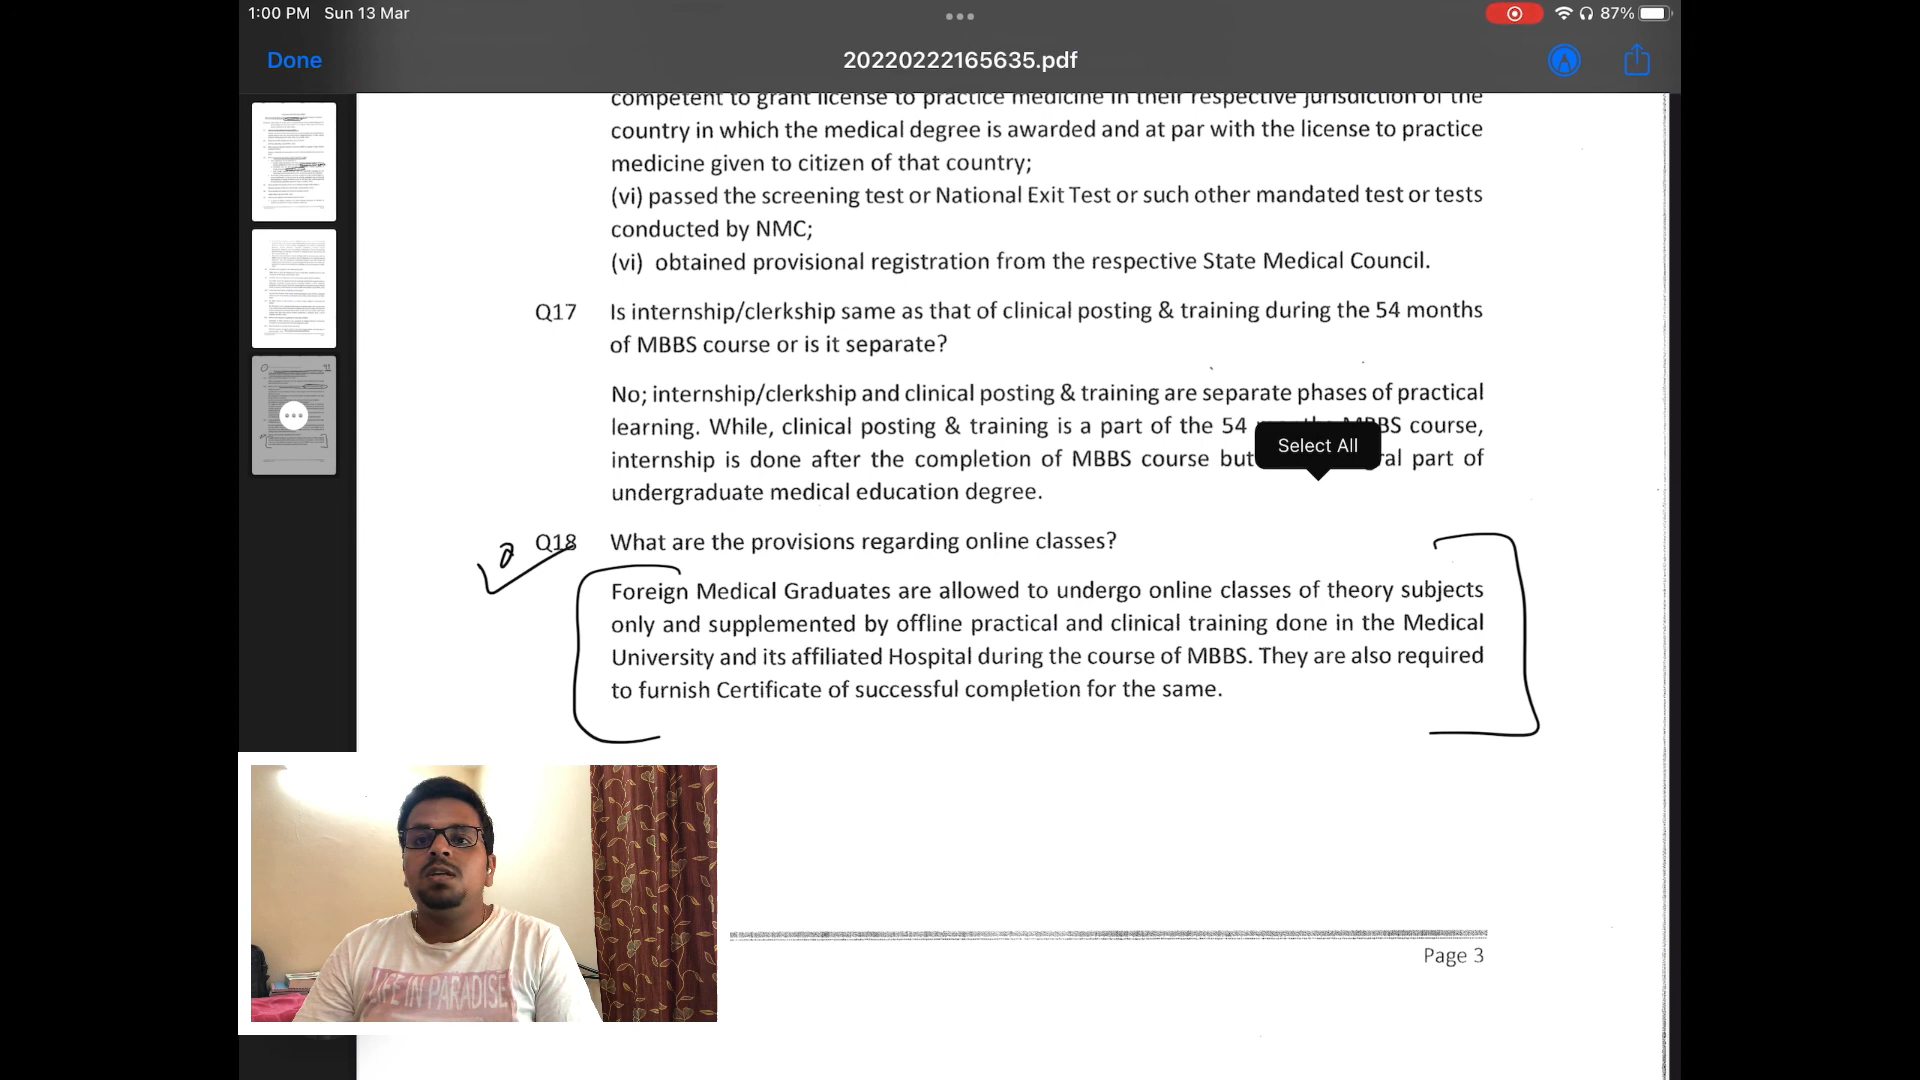 1:00 PM Sun 13 Mar
87%
Done
20220222165635.pdf
competent to grant license to practice medicine in their respective jurisdiction of the
country in which the medical degree is awarded and at par with the license to practice
medicine given to citizen of that country;
(vi) passed the screening test or National Exit Test or such other mandated test or tests
conducted by NMC;
(vi) obtained provisional registration from the respective State Medical Council.
Q17 Is internship/clerkship same as that of clinical posting & training during the 54 months
of MBBS course or is it separate?
No; internship/clerkship and clinical posting & training are separate phases of practical
learning. While, clinical posting & training is a part of the 54 MBBS course,
Select All
internship is done after the completion of MBBS course but part of
undergraduate medical education degree.
Q18 What are the provisions regarding online classes?
Foreign Medical Graduates are allowed to undergo online classes of theory subjects
only and supplemented by offline practical and clinical training done in the Medical
University and its affiliated Hospital during the course of MBBS. They are also required
to furnish Certificate of successful completion for the same.
LIFE IN PARADISE
Page 3